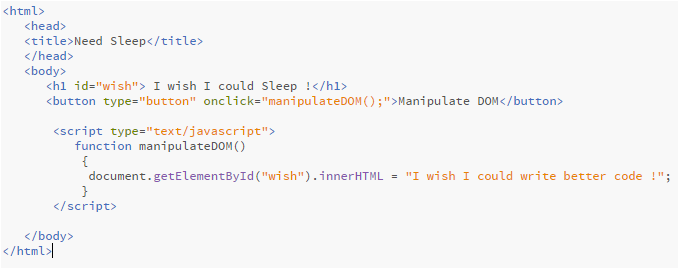 <html>
<head>
<title>Need Sleep</title>
</head>
<body>
<h1 id="wish"> I wish I could Sleep !</h1>
<button type="button" onclick="manipulateDOM();">Manipulate DOM</button>
<script type="text/javascript">
function manipulateDOM()
{
document.getElementById("wish").innerHTML = "I wish I could write better code !";
}
</script>
</body>
</html>